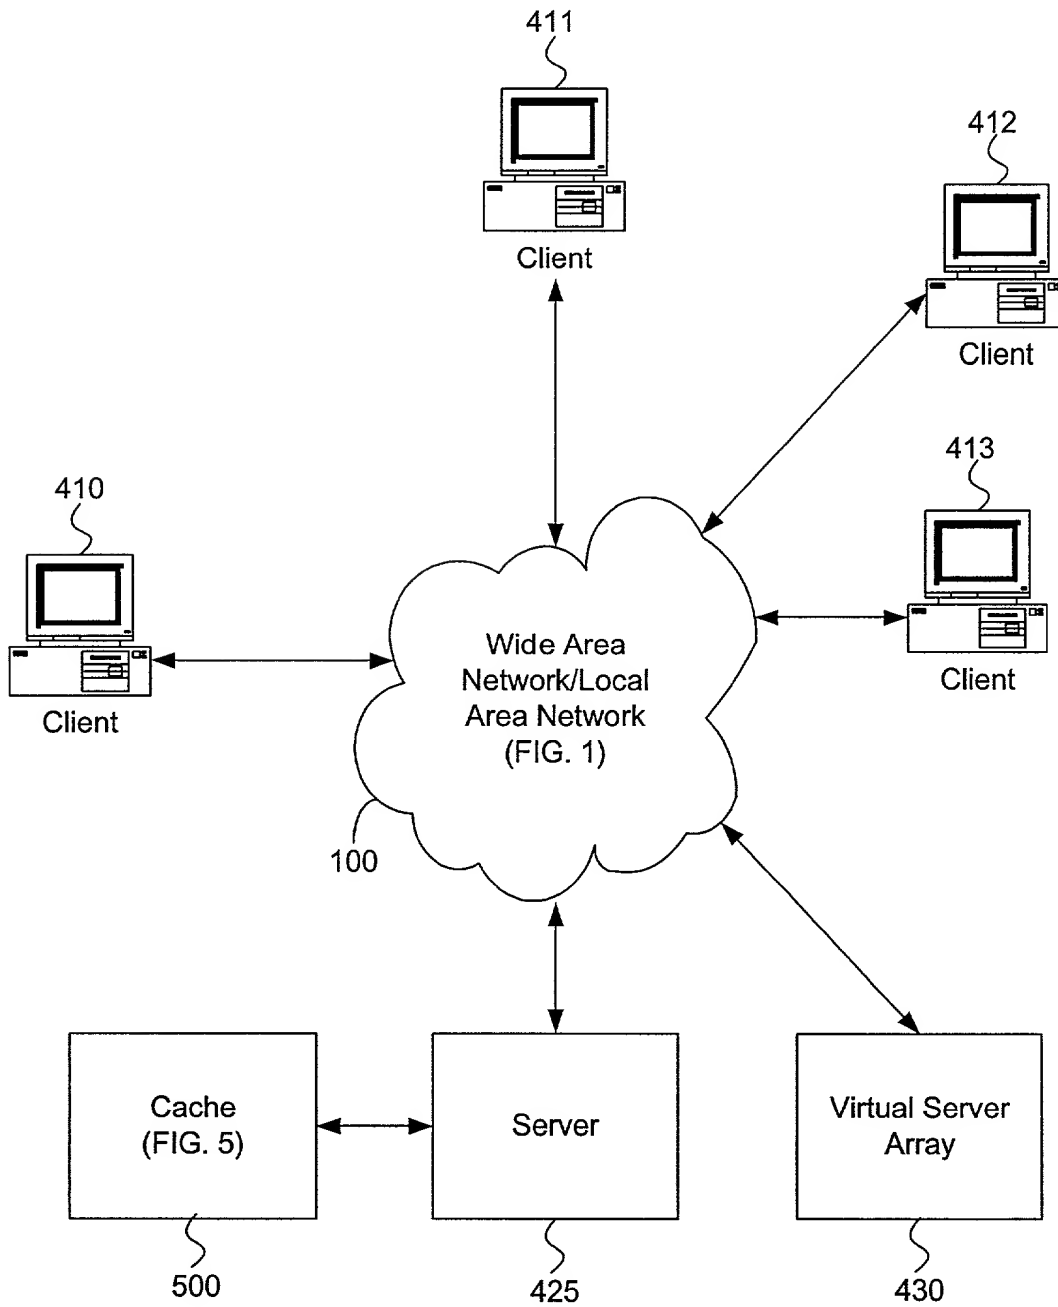 411
Client
412
Client
413
Client
410
Client
Wide Area
Network/Local
Area Network
(FIG. 1)
100
Cache
(FIG. 5)
Server
Virtual Server
Array
500
425
430